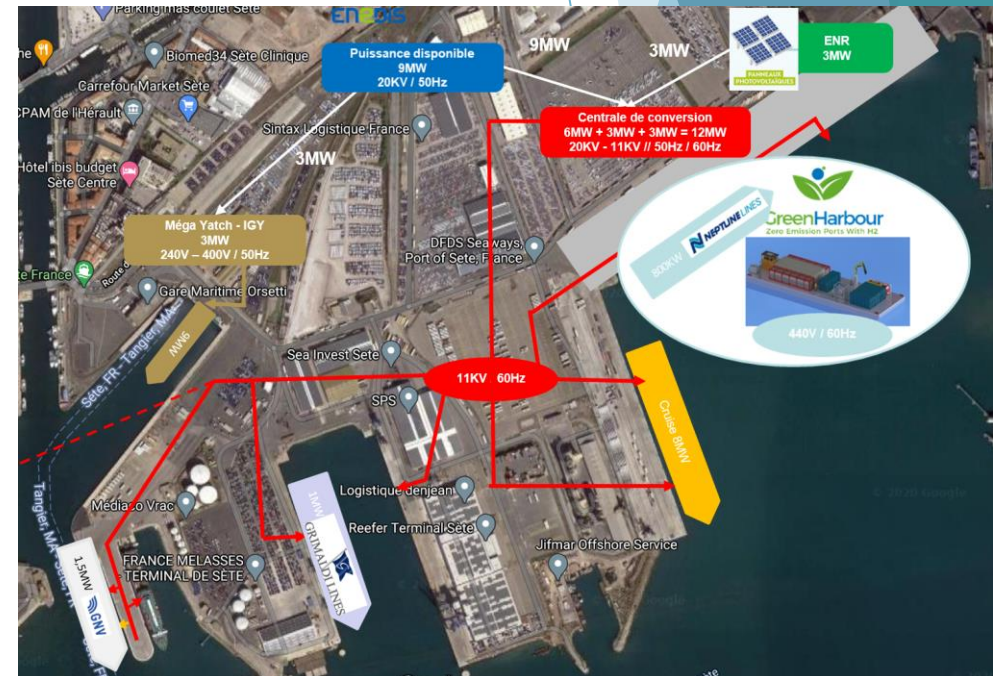 Parking mas coulet Sète
ENEDIS
Biomed34 Sète Clinique
Carrefour Market Sète
CPAM de l'Hérault
Hôtel ibis budget
Sète Centre
Puissance disponible
9MW
20KV / 50Hz
9MW
3MW
PANNEAUX
PHOTOVOLTAÏQUES
ENR
3MW
Sintax Logistique France
3MW
Centrale de conversion
6MW + 3MW + 3MW = 12MW
20KV - 11KV // 50Hz / 60Hz
Méga Yatch - IGY
3MW
240V – 400V / 50Hz
DFDS Seaways,
Port of Sete, France
800KW
NEPTUNE LINES
GreenHarbour
Zero Emission Ports With H2
440V / 60Hz
Gare Maritime Orsetti
Sète, FR - Tangier, MA
Sea Invest Sete
11KV 60Hz
SPS
Cruise 8MW
© 2020 Google
Tangier, MA
Médiaco Vrac
1MW
GRIMALDI LINES
Logistique denjean
Reefer Terminal Sète
Jifmar Offshore Service
FRANCE MELASSES
TERMINAL DE SÈTE
1,5MW
GNV